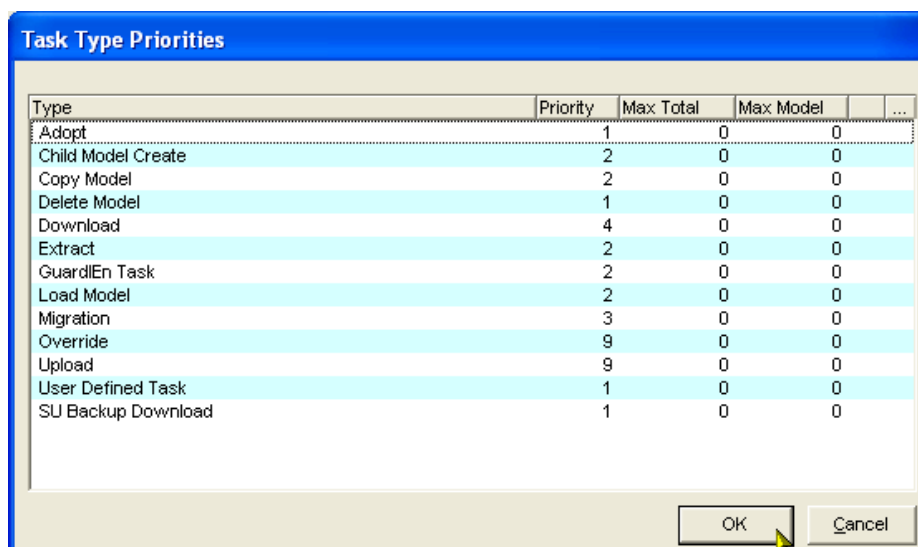 Task Type Priorities
Type Priority Max Total Max Model ...
Adopt 1 0 0
Child Model Create 2 0 0
Copy Model 2 0 0
Delete Model 1 0 0
Download 4 0 0
Extract 2 0 0
GuardIEn Task 2 0 0
Load Model 2 0 0
Migration 3 0 0
Override 9 0 0
Upload 9 0 0
User Defined Task 1 0 0
SU Backup Download 1 0 0
OK Cancel